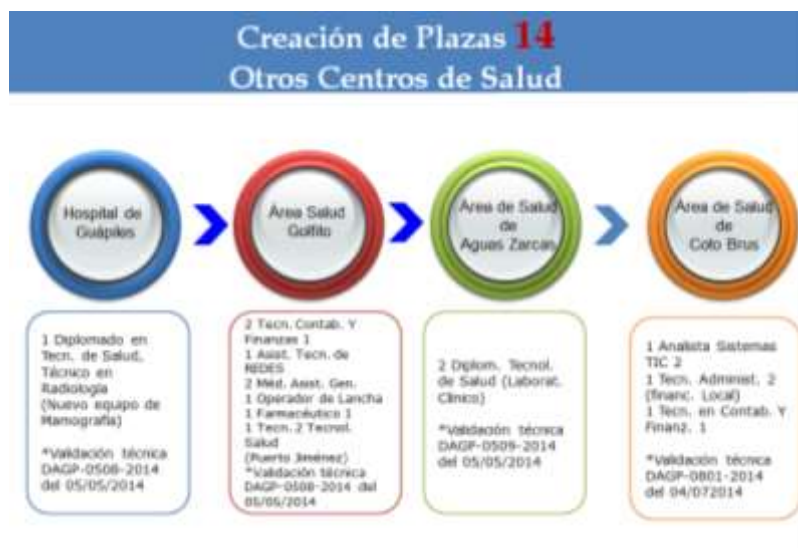 Creación de Plazas 14
Otros Centros de Salud
Hospital de
Guápiles
Área Salud
Golfito
Área de Salud
de
Aguas Zarcas
Área de Salud
de
Coto Brus
1 Diplomado en
Tecn. de Salud,
Técnico en
Radiología
(Nuevo equipo de
Mamografía)
*Validación técnica
DAGP-0508-2014
del 05/05/2014
2 Tecn. Contab. Y
Finanzas 1
1 Asist. Tecn. de
REDES
2 Méd. Asist. Gen.
1 Operador de Lancha
1 Farmacéutico 1
1 Tecn. 2 Tecnol.
Salud
(Puerto Jiménez)
*Validación técnica
DAGP-0508-2014 del
05/05/2014
2 Diplom. Tecnol.
de Salud (Laborat.
Clínico)
*Validación técnica
DAGP-0509-2014
del 05/05/2014
1 Analista Sistemas
TIC 2
1 Tecn. Administ. 2
(financ. Local)
1 Tecn. en Contab. Y
Finanz. 1
*Validación técnica
DAGP-0801-2014
del 04/072014